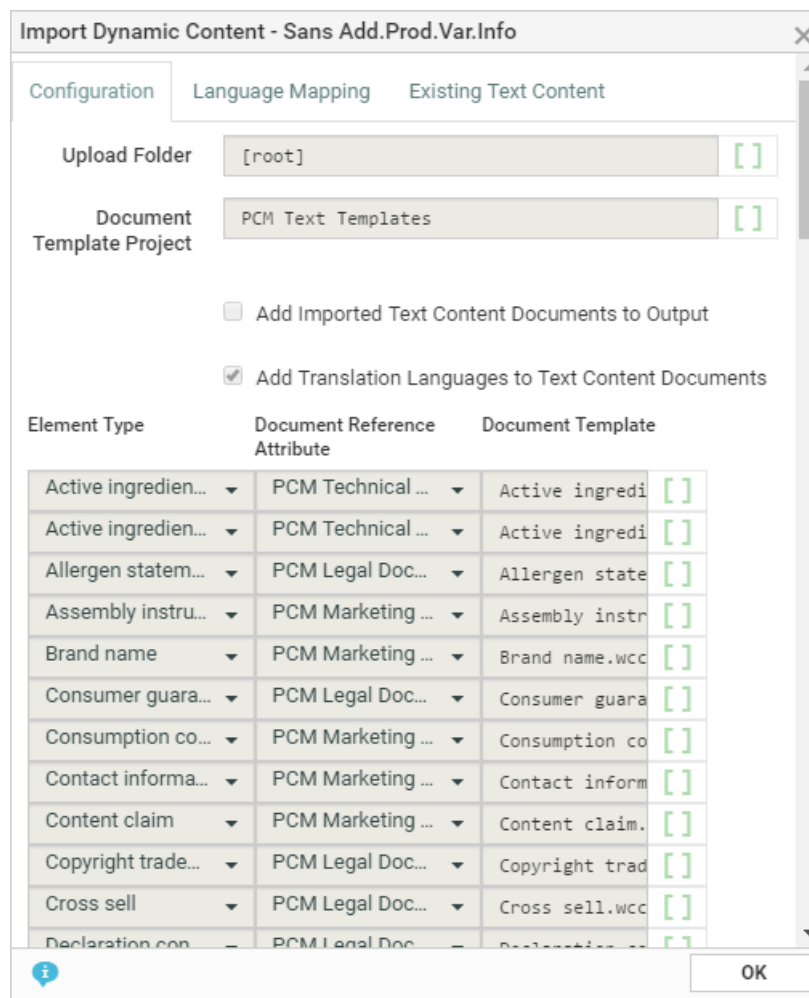 Import Dynamic Content - Sans Add.Prod.Var.Info
Configuration Language Mapping Existing Text Content
Upload Folder [root] [ ]
Document Template Project PCM Text Templates [ ]
Add Imported Text Content Documents to Output
Add Translation Languages to Text Content Documents
Element Type Document Reference Attribute Document Template
Active ingredien... PCM Technical ... Active ingredi [ ]
Active ingredien... PCM Technical ... Active ingredi [ ]
Allergen statem... PCM Legal Doc... Allergen state [ ]
Assembly instru... PCM Marketing ... Assembly instr [ ]
Brand name PCM Marketing ... Brand name.wcc [ ]
Consumer guara... PCM Legal Doc... Consumer guara [ ]
Consumption co... PCM Marketing ... Consumption co [ ]
Contact informa... PCM Marketing ... Contact inform [ ]
Content claim PCM Marketing ... Content claim. [ ]
Copyright trade... PCM Legal Doc... Copyright trad [ ]
Cross sell PCM Legal Doc... Cross sell.wcc [ ]
Declaration con PCM Legal Doc
OK